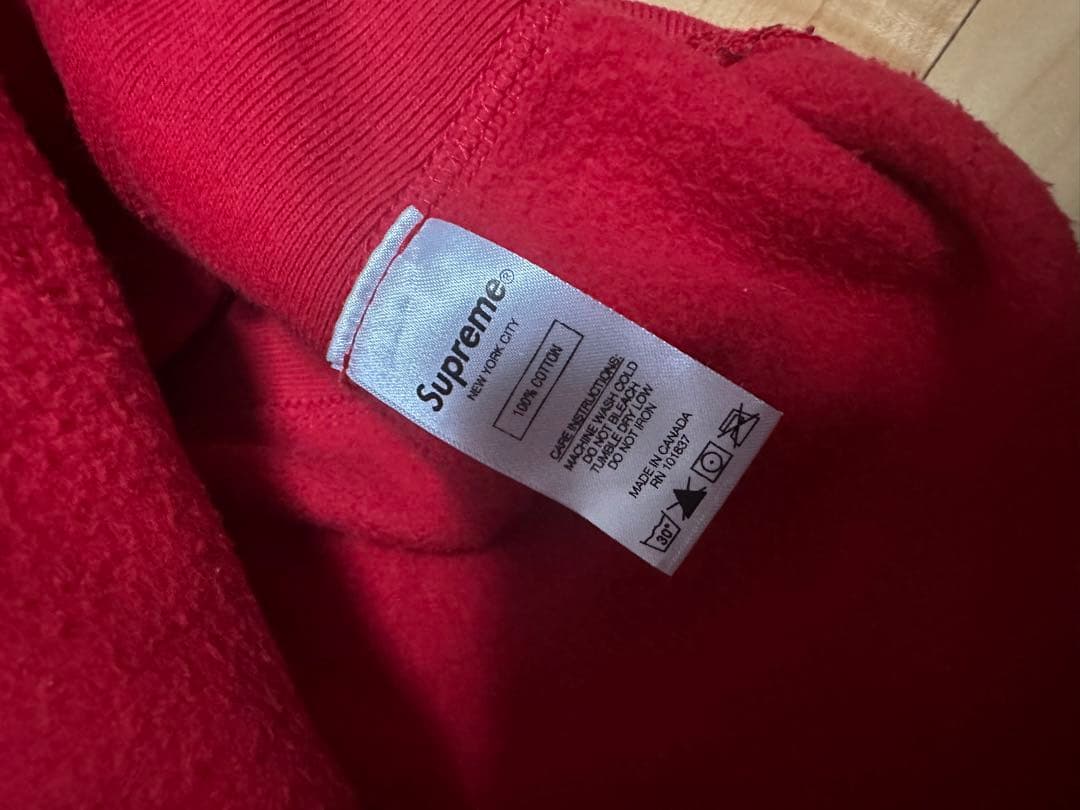 Supreme®
NEW YORK CITY
100% COTTON
CARE INSTRUCTIONS:
MACHINE WASH COLD
DO NOT BLEACH
TUMBLE DRY LOW
DO NOT IRON
MADE IN CANADA
RN 101837
30°